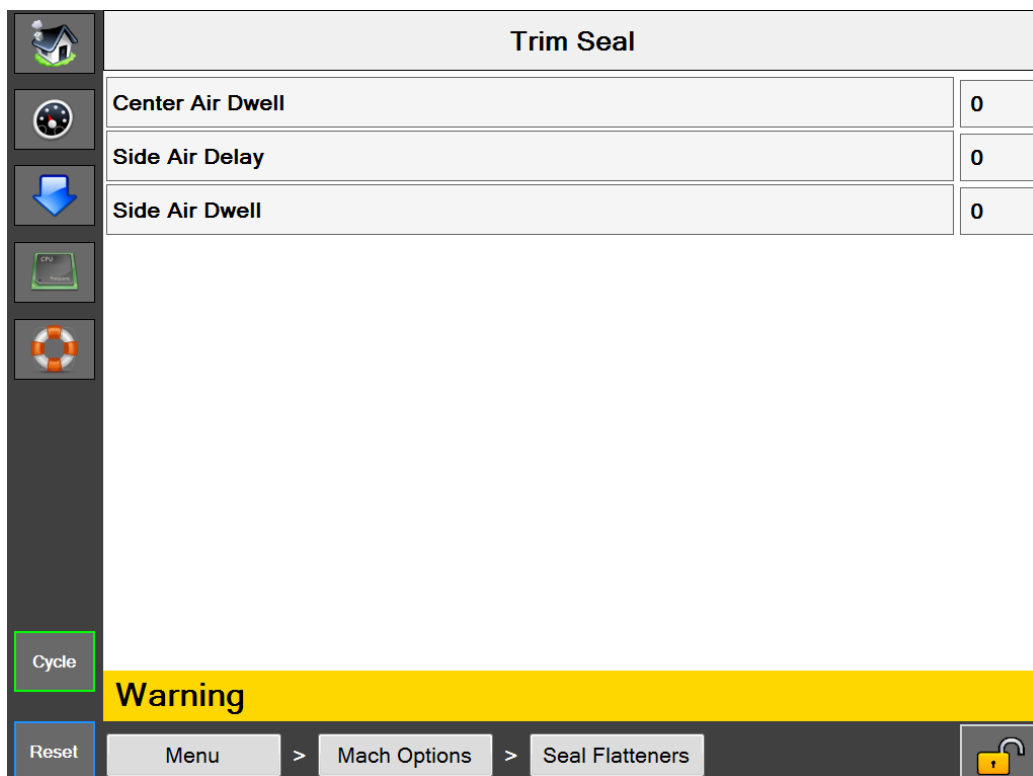 Trim Seal
Center Air Dwell 0
Side Air Delay 0
Side Air Dwell 0
CPU
Cycle
Warning
Reset Menu > Mach Options > Seal Flatteners